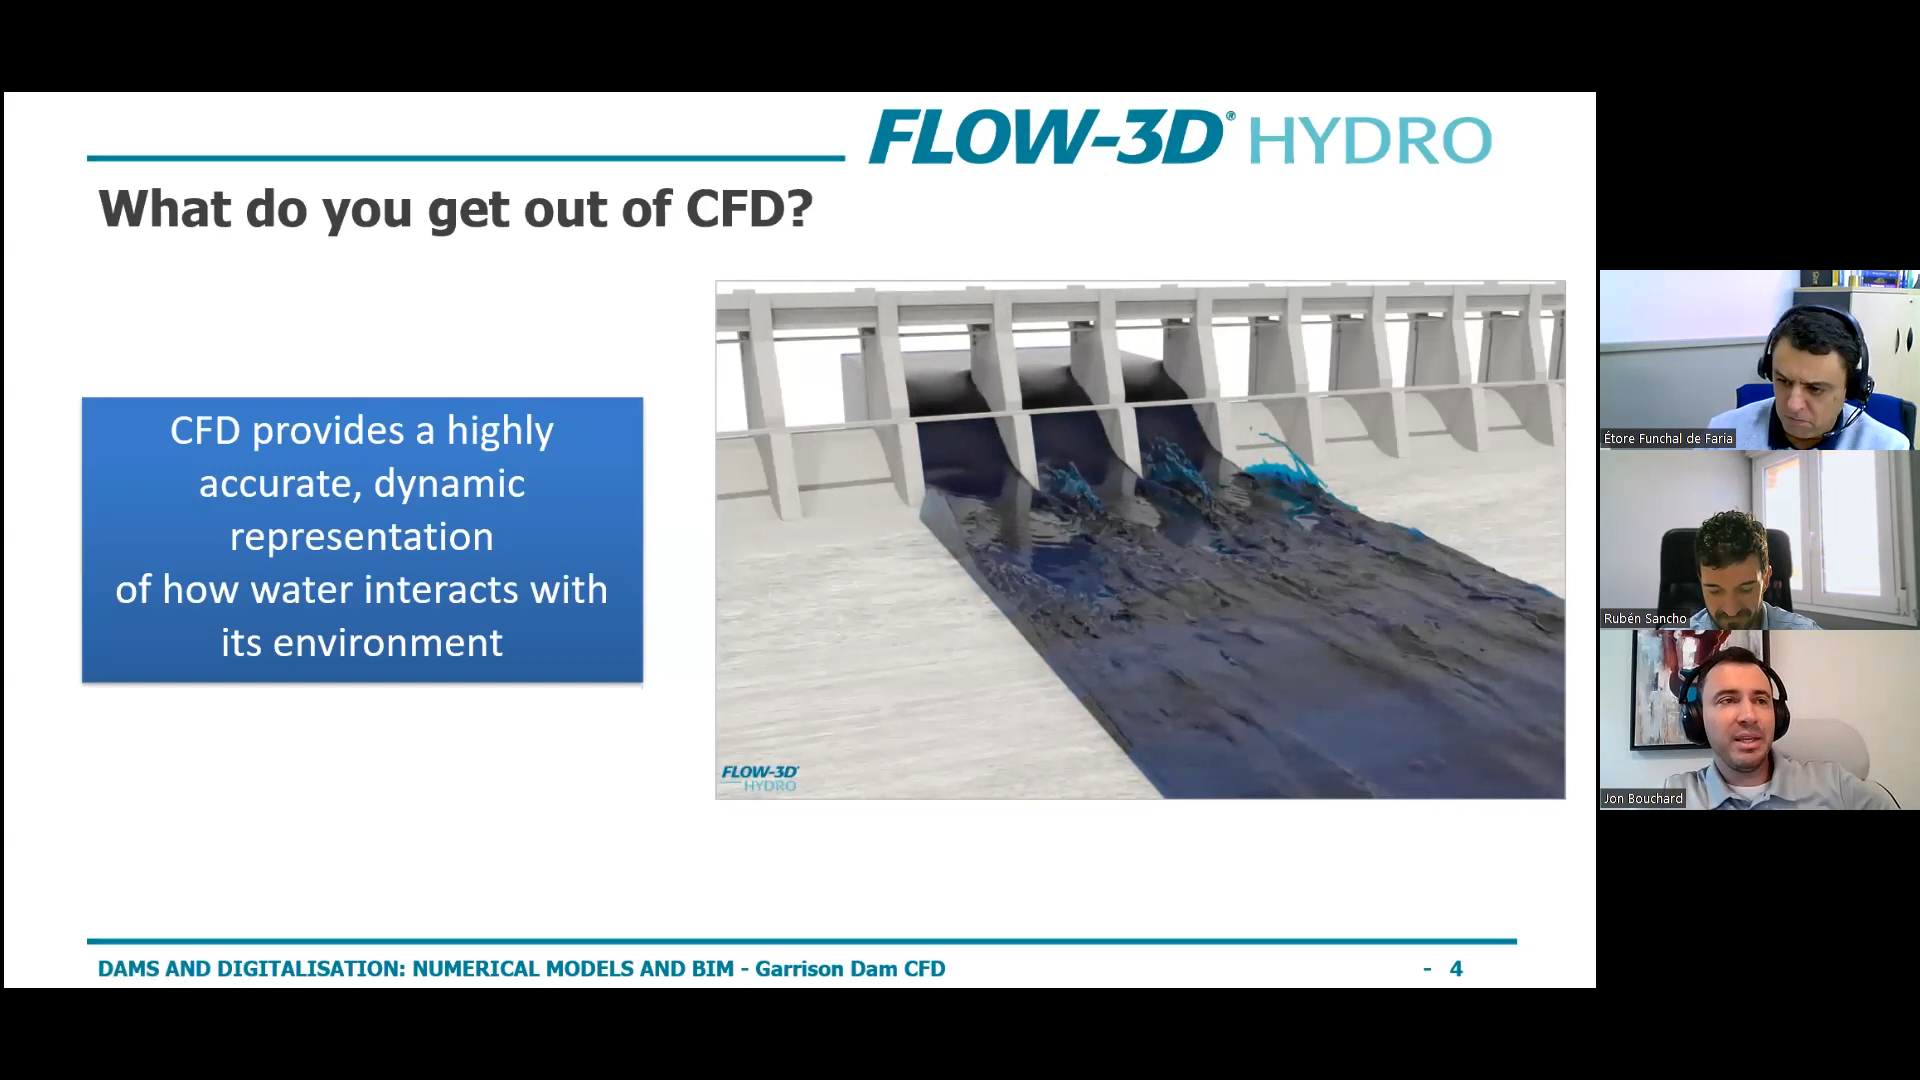 FLOW-3D® HYDRO
What do you get out of CFD?
CFD provides a highly
accurate, dynamic
representation
of how water interacts with
its environment
FLOW-3D®
HYDRO
DAMS AND DIGITALISATION: NUMERICAL MODELS AND BIM - Garrison Dam CFD
- 4
Étore Funchal de Faria
Rubén Sancho
Jon Bouchard